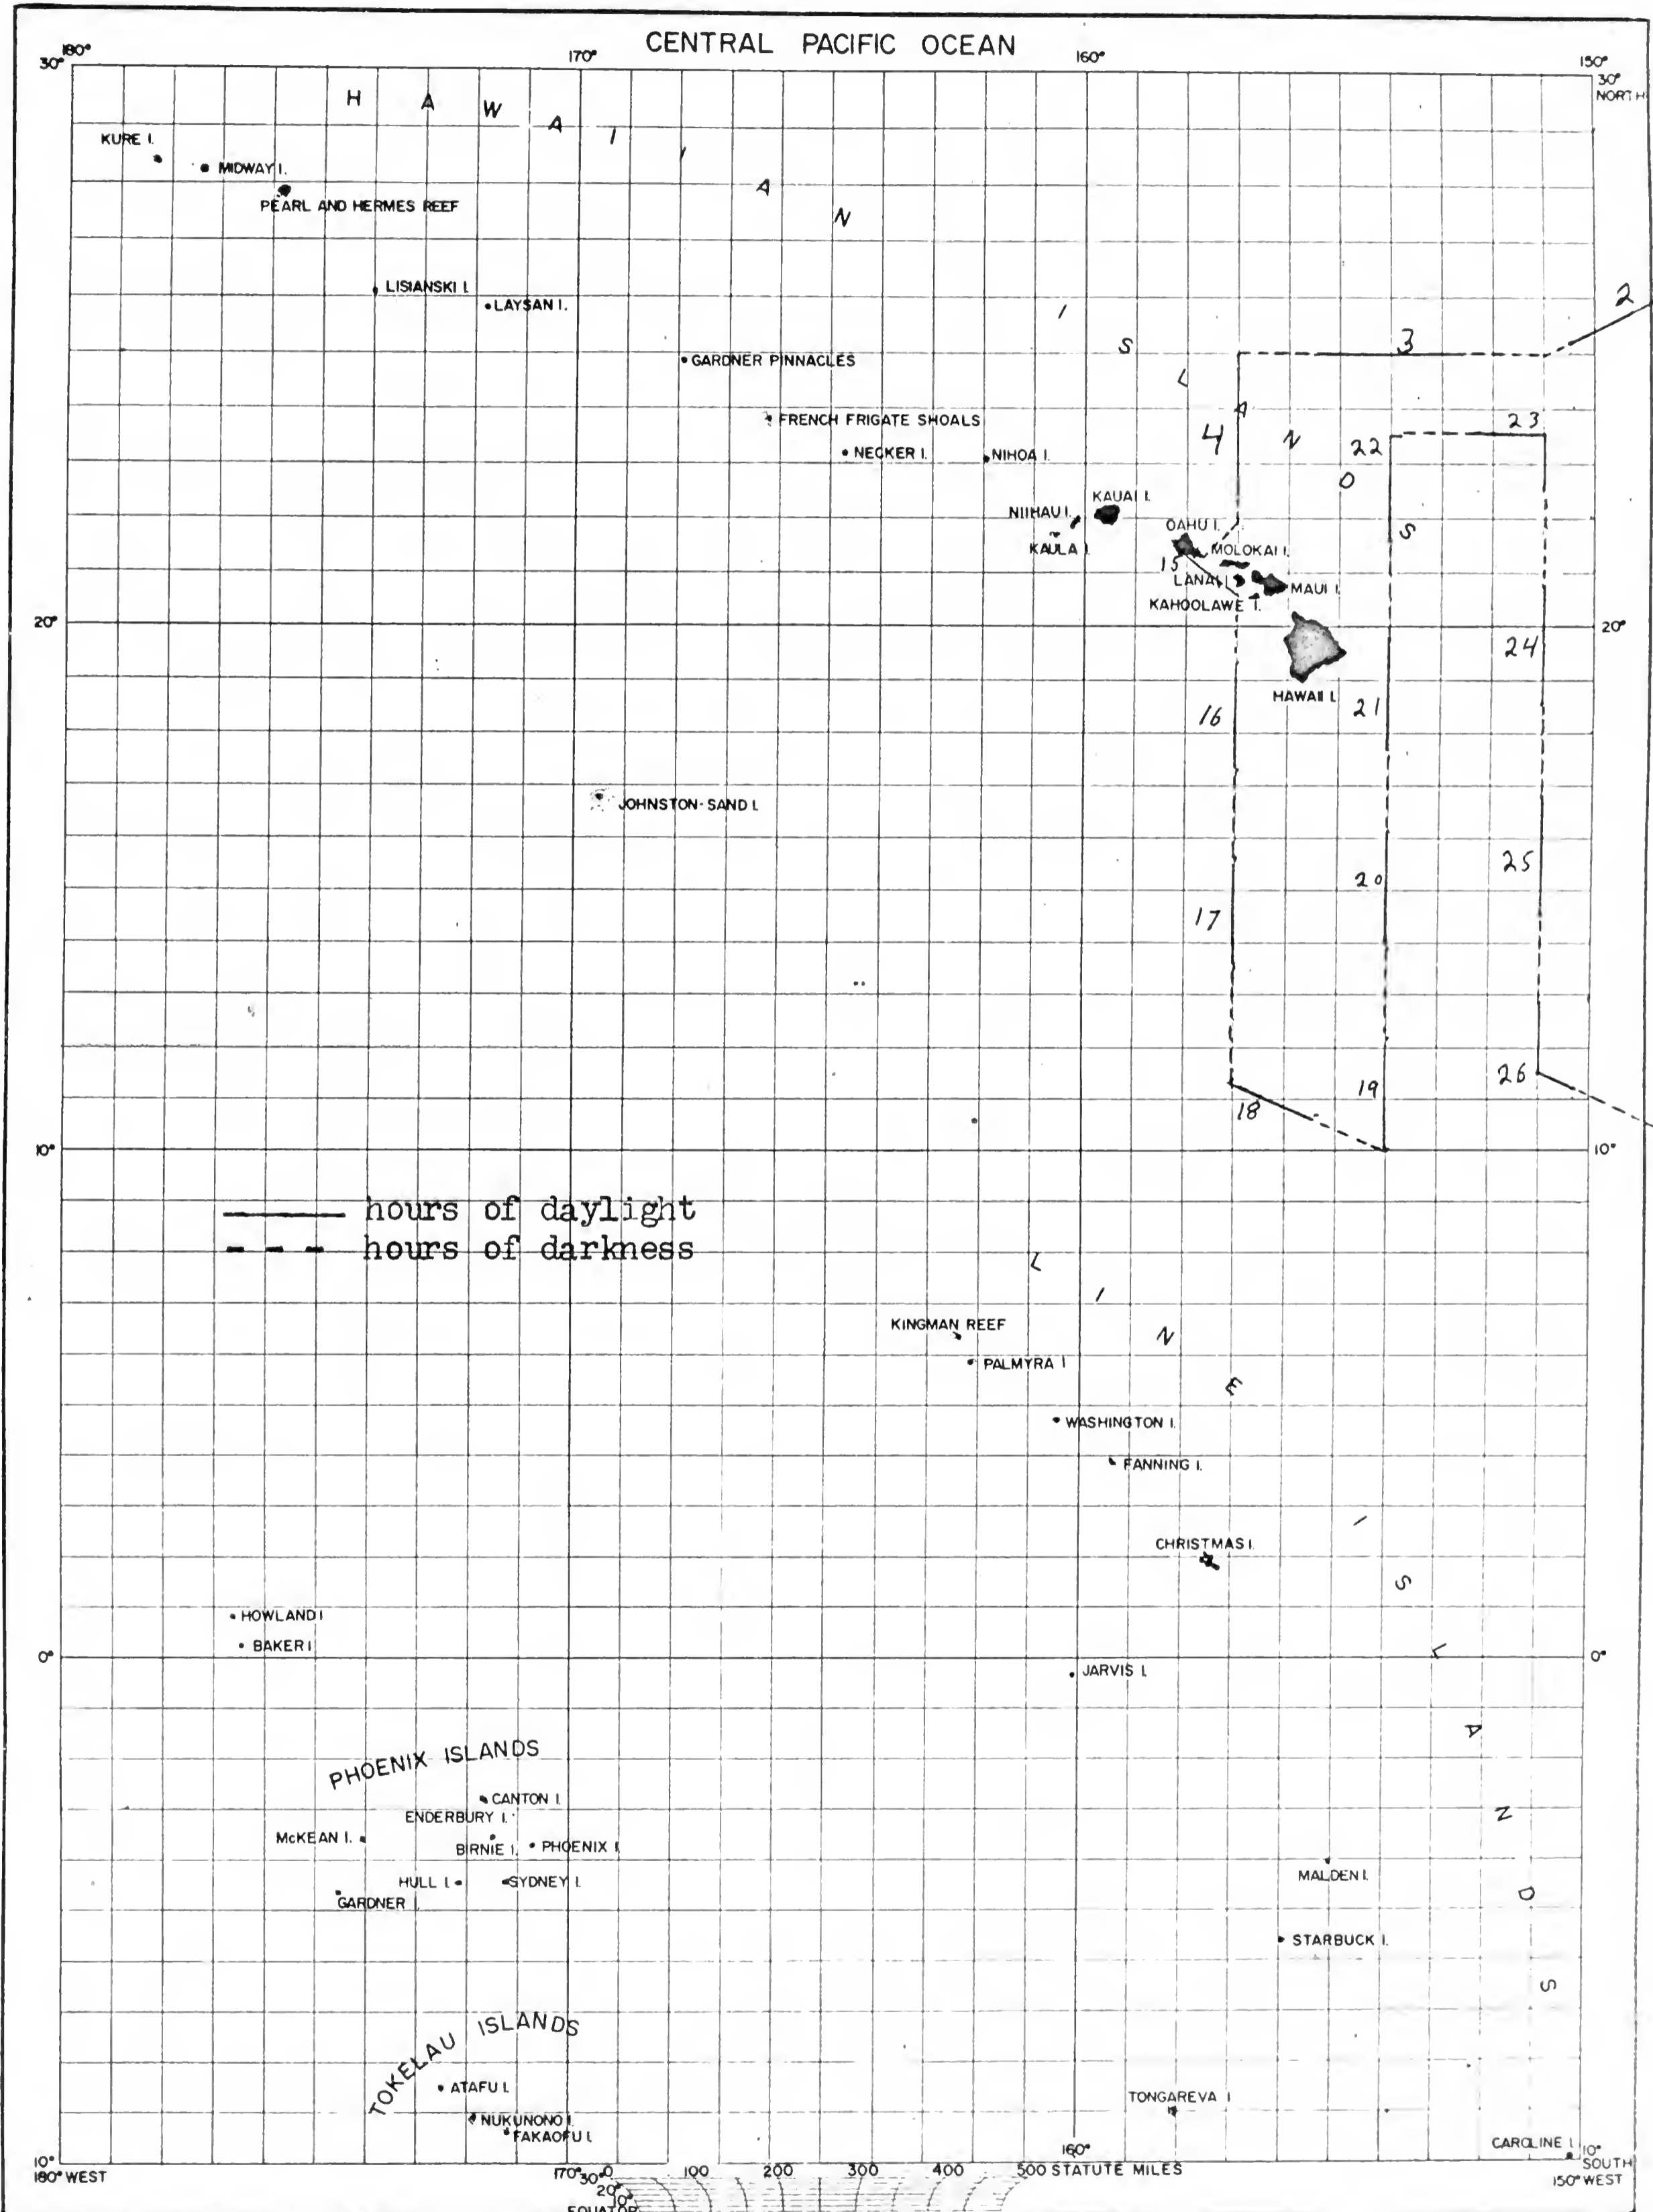 CENTRAL PACIFIC OCEAN
180° 170° 160° 150°
30° 30°
NORTH
H A W A I I A N I S L A N D S
KURE I.
MIDWAY I.
PEARL AND HERMES REEF
LISIANSKI I.
LAYSAN I.
2
3
GARDNER PINNACLES
FRENCH FRIGATE SHOALS
23
4
22
NECKER I.
NIHOA I.
KAUAI I.
NIIHAU I.
OAHU I.
KAULA I.
MOLOKAI I.
15
LANAI I.
MAUI I.
KAHOOLAWE I.
20° 20°
24
HAWAII I.
16
21
JOHNSTON-SAND I.
25
20
17
26
19
18
10° 10°
hours of daylight
hours of darkness
L I N E I S L A N D S
KINGMAN REEF
PALMYRA I
WASHINGTON I.
FANNING I.
CHRISTMAS I.
HOWLAND I
BAKER I
0° 0°
JARVIS I.
PHOENIX ISLANDS
CANTON I.
ENDERBURY I.
McKEAN I.
BIRNIE I.
PHOENIX I.
HULL I.
SYDNEY I.
GARDNER I.
MALDEN I.
STARBUCK I.
TOKELAU ISLANDS
ATAFU I.
TONGAREVA I
NUKUNONO I.
FAKAOFU I.
CAROLINE I.
10° 160° 10°
SOUTH
180° WEST 170° 150° WEST
30° 0 100 200 300 400 500 STATUTE MILES
20°
10°
EQUATOR